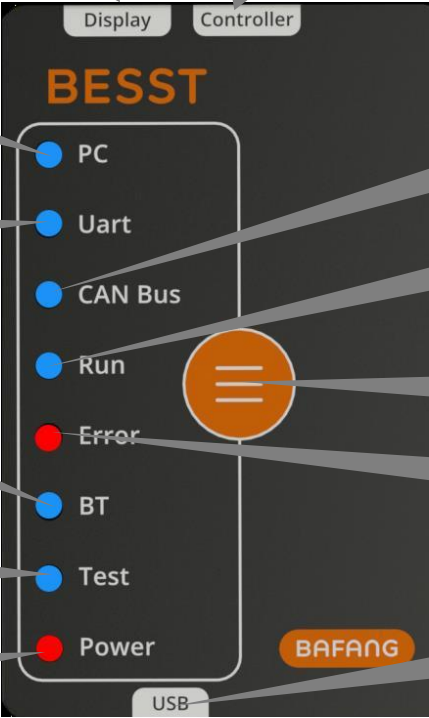 Display
Controller
BESST
PC
Uart
CAN Bus
Run
Error
BT
Test
Power
BAFANG
USB